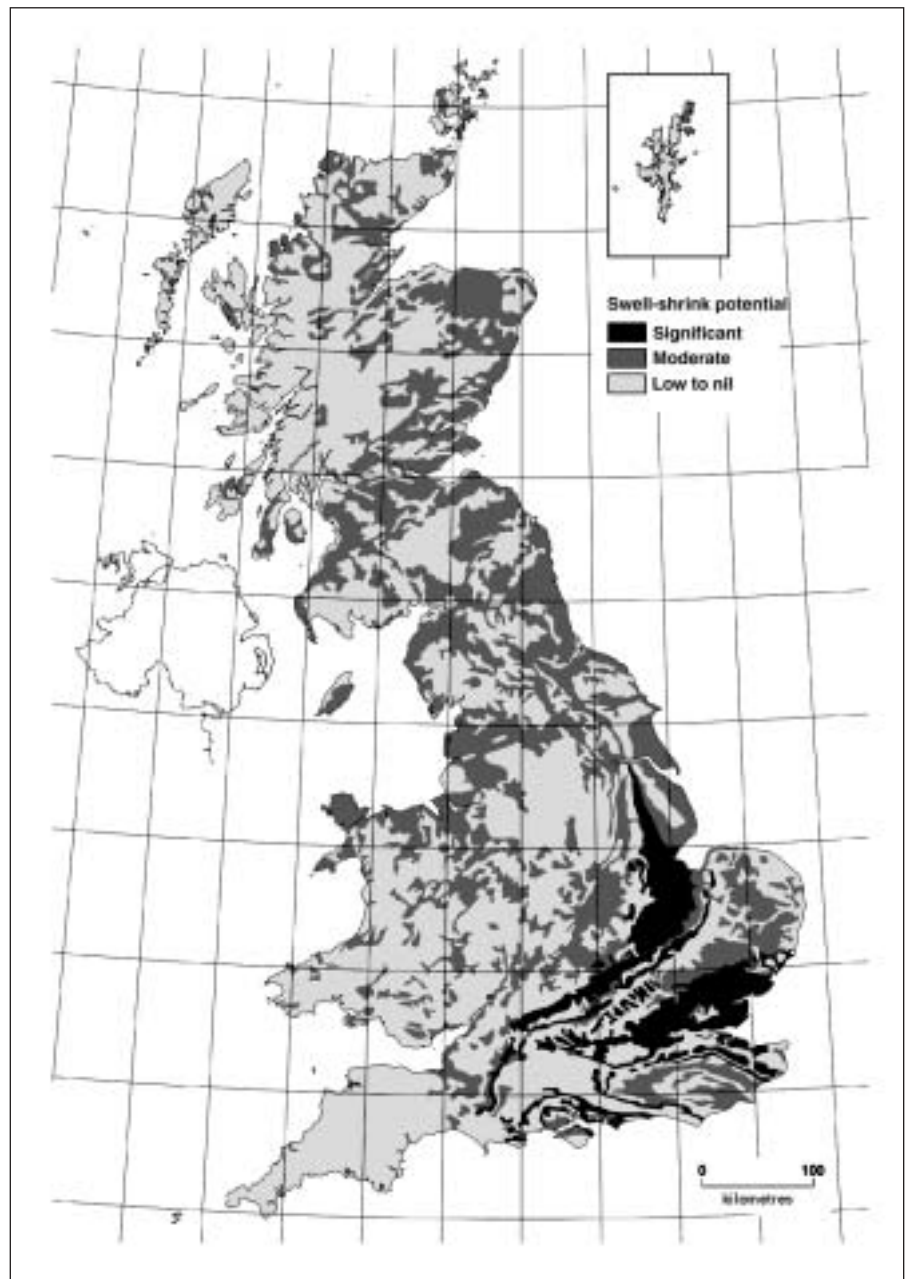 Swell-shrink potential
Significant
Moderate
Low to nil
0 100
kilometres